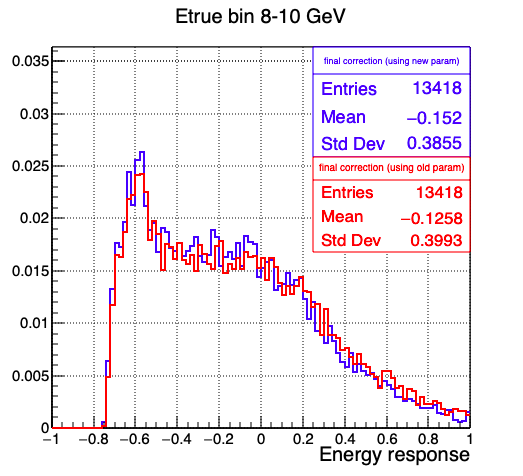 Etrue bin 8-10 GeV
final correction (using new param)
Entries 13418
Mean −0.152
Std Dev 0.3855
final correction (using old param)
Entries 13418
Mean −0.1258
Std Dev 0.3993
0.035
0.03
0.025
0.02
0.015
0.01
0.005
0
−1 −0.8 −0.6 −0.4 −0.2 0 0.2 0.4 0.6 0.8 1
Energy response